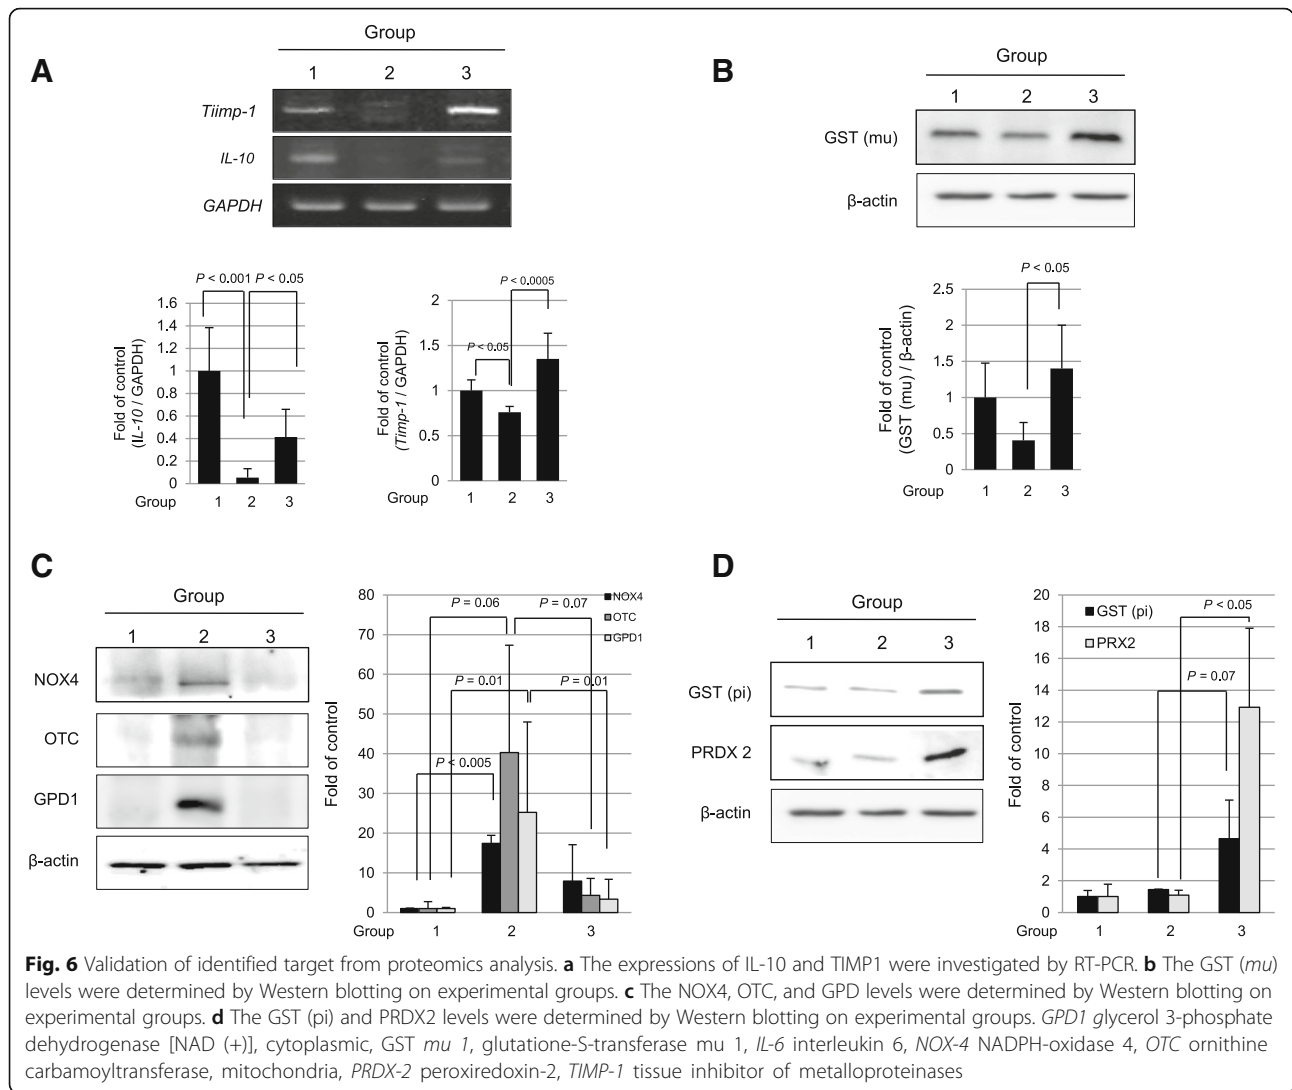 A
Group
1 2 3
Tiimp-1
IL-10
GAPDH
P < 0.001 P < 0.05
1.6
1.4
1.2
1
0.8
0.6
0.4
0.2
0
Fold of control
(IL-10 / GAPDH)
Group 1 2 3
P < 0.0005
P < 0.05
2
1.5
1
0.5
0
Fold of control
(Timp-1 / GAPDH)
Group 1 2 3
B
Group
1 2 3
GST (mu)
β-actin
P < 0.05
2.5
2
1.5
1
0.5
0
Fold of control
(GST (mu) / β-actin)
Group 1 2 3
C
Group
1 2 3
NOX4
OTC
GPD1
β-actin
80
70
60
50
40
30
20
10
0
Fold of control
P = 0.06 P = 0.07
P = 0.01 P = 0.01
P < 0.005
NOX4
OTC
GPD1
Group 1 2 3
D
Group
1 2 3
GST (pi)
PRDX 2
β-actin
20
18
16
14
12
10
8
6
4
2
0
Fold of control
GST (pi)
PRX2
P < 0.05
P = 0.07
Group 1 2 3
Fig. 6 Validation of identified target from proteomics analysis. a The expressions of IL-10 and TIMP1 were investigated by RT-PCR. b The GST (mu)
levels were determined by Western blotting on experimental groups. c The NOX4, OTC, and GPD levels were determined by Western blotting on
experimental groups. d The GST (pi) and PRDX2 levels were determined by Western blotting on experimental groups. GPD1 glycerol 3-phosphate
dehydrogenase [NAD (+)], cytoplasmic, GST mu 1, glutatione-S-transferase mu 1, IL-6 interleukin 6, NOX-4 NADPH-oxidase 4, OTC ornithine
carbamoyltransferase, mitochondria, PRDX-2 peroxiredoxin-2, TIMP-1 tissue inhibitor of metalloproteinases